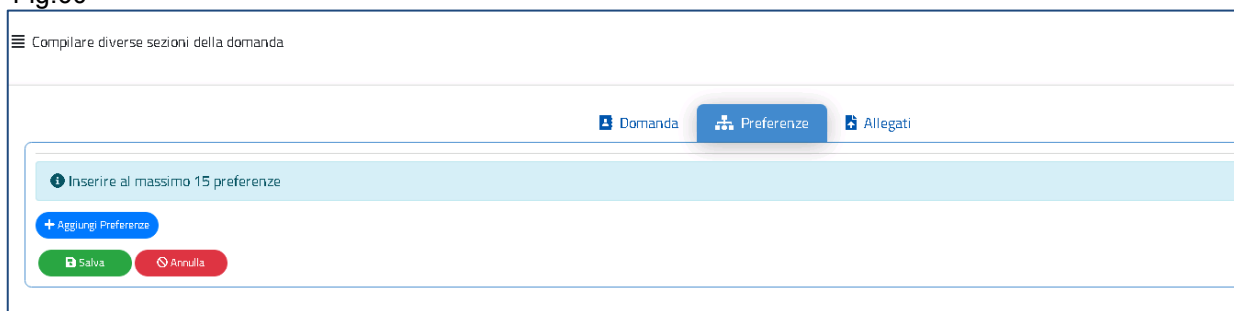 Compilare diverse sezioni della domanda
Domanda Preferenze Allegati
Inserire al massimo 15 preferenze
Aggiungi Preferenze
Salva Annulla